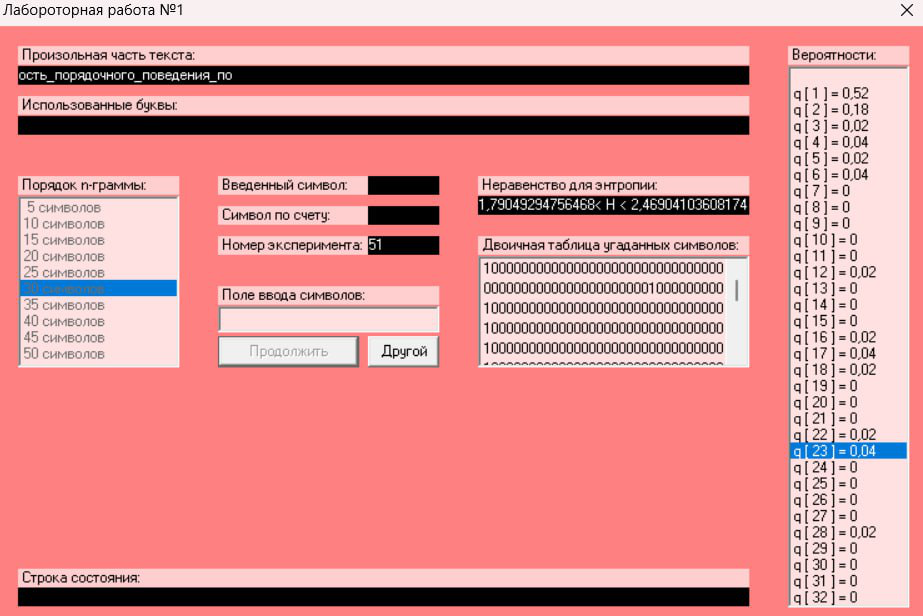 Лабороторная работа №1
Произольная часть текста:
ость_порядочного_поведения_по
Использованные буквы:
Порядок n-граммы:
5 символов
10 символов
15 символов
20 символов
25 символов
30 символов
35 символов
40 символов
45 символов
50 символов
Введенный символ:
Символ по счету:
Номер эксперимента: 51
Поле ввода символов:
Продолжить
Другой
Неравенство для энтропии:
1,79049294756468< H < 2,46904103608174
Двоичная таблица угаданных символов:
10000000000000000000000000000000
00000000000000000000001000000000
10000000000000000000000000000000
10000000000000000000000000000000
10000000000000000000000000000000
Вероятности:
q [ 1 ] = 0,52
q [ 2 ] = 0,18
q [ 3 ] = 0,02
q [ 4 ] = 0,04
q [ 5 ] = 0,02
q [ 6 ] = 0,04
q [ 7 ] = 0
q [ 8 ] = 0
q [ 9 ] = 0
q [ 10 ] = 0
q [ 11 ] = 0
q [ 12 ] = 0,02
q [ 13 ] = 0
q [ 14 ] = 0
q [ 15 ] = 0
q [ 16 ] = 0,02
q [ 17 ] = 0,04
q [ 18 ] = 0,02
q [ 19 ] = 0
q [ 20 ] = 0
q [ 21 ] = 0
q [ 22 ] = 0,02
q [ 23 ] = 0,04
q [ 24 ] = 0
q [ 25 ] = 0
q [ 26 ] = 0
q [ 27 ] = 0
q [ 28 ] = 0,02
q [ 29 ] = 0
q [ 30 ] = 0
q [ 31 ] = 0
q [ 32 ] = 0
Строка состояния: